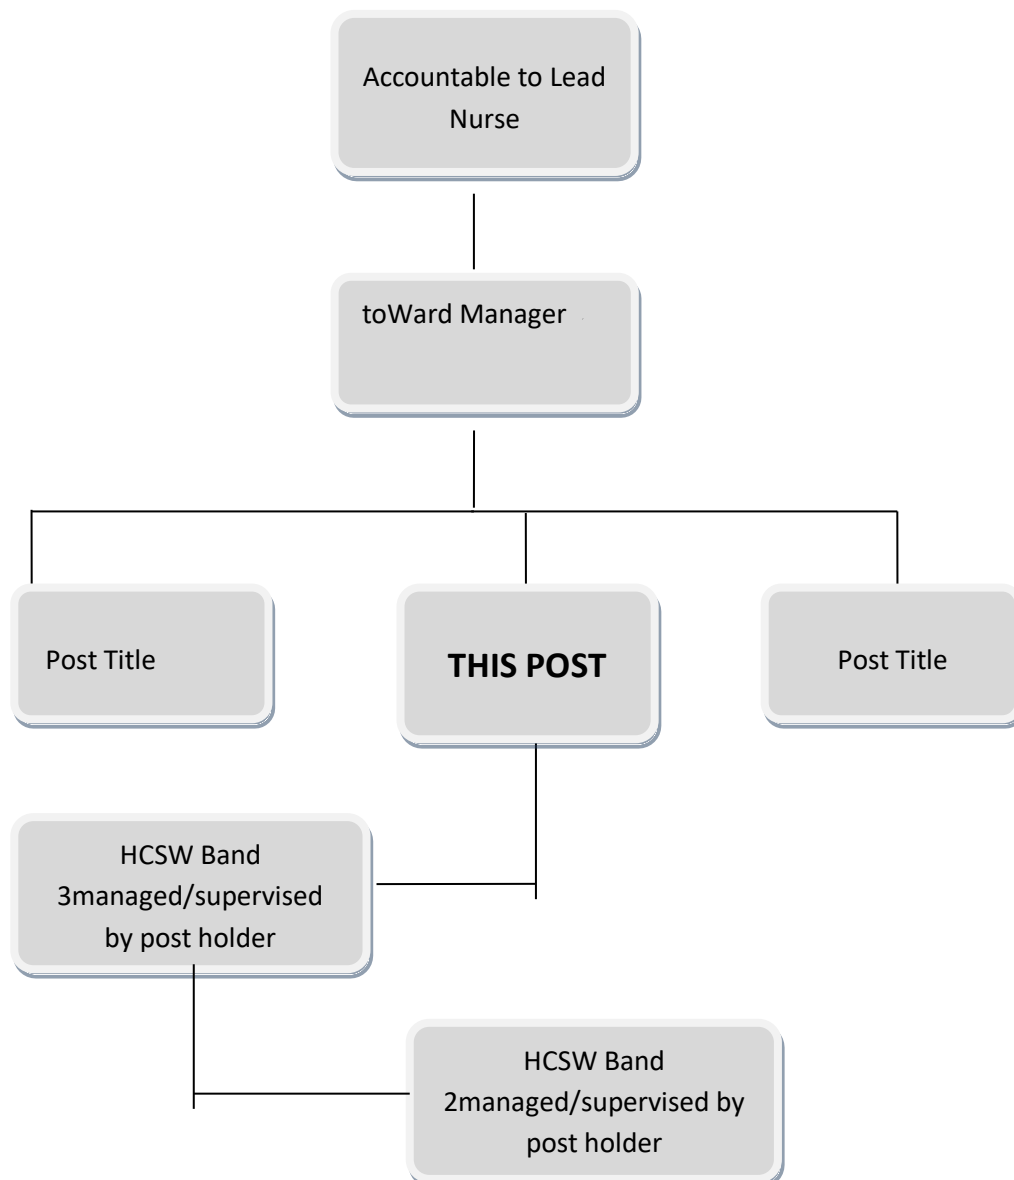 Accountable to Lead
Nurse
toWard Manager
Post Title
THIS POST
Post Title
HCSW Band
3managed/supervised
by post holder
HCSW Band
2managed/supervised by
post holder